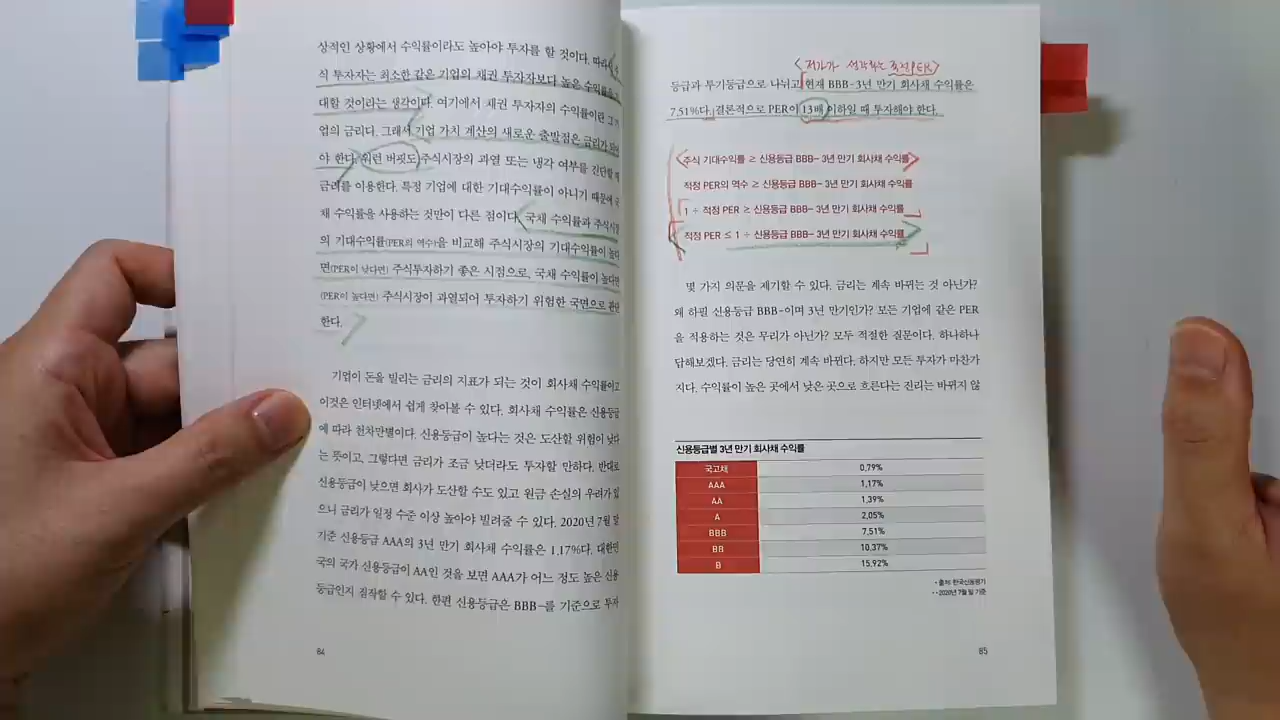 상적인 상황에서 수익률이라도 높아야 투자를 할 것이다. 따라서
식 투자자는 최소한 같은 기업의 채권 투자자보다 높은 수익률을
대할 것이라는 생각이다. 여기에서 채권 투자자의 수익률이란 그
업의 금리다. 그래서 기업 가치 계산의 새로운 출발점은 금리가 되어
야 한다. 워런 버핏도 주식시장의 과열 또는 냉각 여부를 진단할 때
금리를 이용한다. 특정 기업에 대한 기대수익률이 아니기 때문에 국
채 수익률을 사용하는 것만이 다른 점이다. 국채 수익률과 주식시장
의 기대수익률(PER의 역수)을 비교해 주식시장의 기대수익률이 높다
면(PER이 낮다면) 주식투자하기 좋은 시점으로, 국채 수익률이 높다면
(PER이 높다면) 주식시장이 과열되어 투자하기 위험한 국면으로 판단
한다.
기업이 돈을 빌리는 금리의 지표가 되는 것이 회사채 수익률이고
이것은 인터넷에서 쉽게 찾아볼 수 있다. 회사채 수익률은 신용등급
에 따라 천차만별이다. 신용등급이 높다는 것은 도산할 위험이 낮다
는 뜻이고, 그렇다면 금리가 조금 낮더라도 투자할 만하다. 반대로
신용등급이 낮으면 회사가 도산할 수도 있고 원금 손실의 우려가 있
으니 금리가 일정 수준 이상 높아야 빌려줄 수 있다. 2020년 7월 말
기준 신용등급 AAA의 3년 만기 회사채 수익률은 1.17%다. 대한민
국의 국가 신용등급이 AA인 것을 보면 AAA가 어느 정도 높은 신용
등급인지 짐작할 수 있다. 한편 신용등급은 BBB-를 기준으로 투자
84
<저자가 생각하는 적정PER>
등급과 투기등급으로 나뉘고 현재 BBB-3년 만기 회사채 수익률은
7.51%다. 결론적으로 PER이 13배 이하일 때 투자해야 한다.
주식 기대수익률 ≥ 신용등급 BBB- 3년 만기 회사채 수익률
적정 PER의 역수 ≥ 신용등급 BBB- 3년 만기 회사채 수익률
1 ÷ 적정 PER ≥ 신용등급 BBB- 3년 만기 회사채 수익률
적정 PER ≤ 1 ÷ 신용등급 BBB- 3년 만기 회사채 수익률
몇 가지 의문을 제기할 수 있다. 금리는 계속 바뀌는 것 아닌가?
왜 하필 신용등급 BBB-이며 3년 만기인가? 모든 기업에 같은 PER
을 적용하는 것은 무리가 아닌가? 모두 적절한 질문이다. 하나하나
답해보겠다. 금리는 당연히 계속 바뀐다. 하지만 모든 투자가 마찬가
지다. 수익률이 높은 곳에서 낮은 곳으로 흐른다는 진리는 바뀌지 않
신용등급별 3년 만기 회사채 수익률
국고채 0.79%
AAA 1.17%
AA 1.39%
A 2.05%
BBB 7.51%
BB 10.37%
B 15.92%
• 출처: 한국신용평가
•• 2020년 7월 말 기준
85